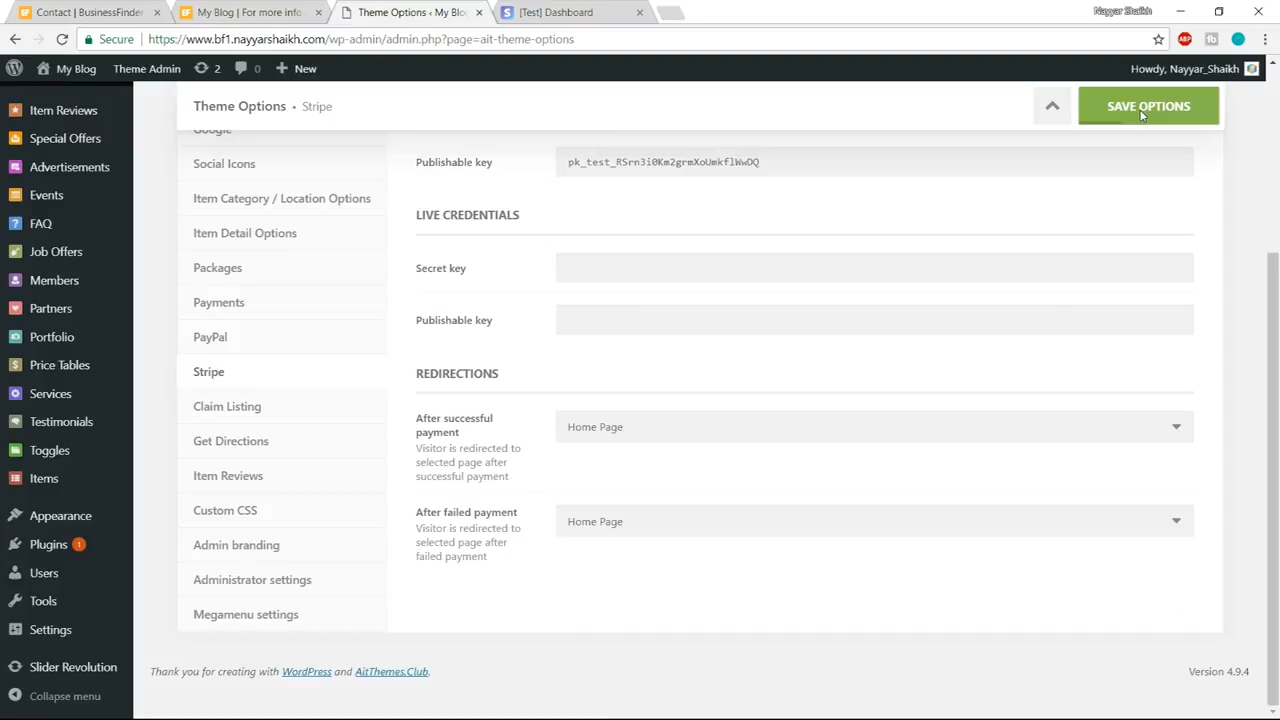 Contact | BusinessFinder
My Blog | For more info
Theme Options ‹ My Blo
[Test] Dashboard
Nayyar Shaikh
Secure
https://www.bf1.nayyarshaikh.com/wp-admin/admin.php?page=ait-theme-options
My Blog
Theme Admin
2
0
New
Howdy, Nayyar_Shaikh
Item Reviews
Special Offers
Advertisements
Events
FAQ
Job Offers
Members
Partners
Portfolio
Price Tables
Services
Testimonials
Toggles
Items
Appearance
Plugins 1
Users
Tools
Settings
Slider Revolution
Collapse menu
Theme Options • Stripe
SAVE OPTIONS
Google
Social Icons
Item Category / Location Options
Item Detail Options
Packages
Payments
PayPal
Stripe
Claim Listing
Get Directions
Item Reviews
Custom CSS
Admin branding
Administrator settings
Megamenu settings
Publishable key
pk_test_RSrn3i0Km2grmXoUmkflWwDQ
LIVE CREDENTIALS
Secret key
Publishable key
REDIRECTIONS
After successful
payment
Visitor is redirected to
selected page after
successful payment
Home Page
After failed payment
Visitor is redirected to
selected page after
failed payment
Home Page
Thank you for creating with WordPress and AitThemes.Club.
Version 4.9.4